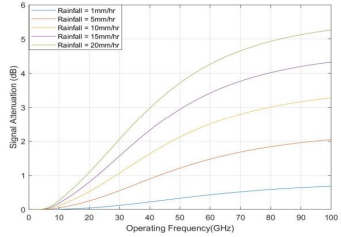 6
5
4
3
2
1
0
Signal Attenuation (dB)
Rainfall = 1mm/hr
Rainfall = 5mm/hr
Rainfall = 10mm/hr
Rainfall = 15mm/hr
Rainfall = 20mm/hr
0 10 20 30 40 50 60 70 80 90 100
Operating Frequency(GHz)